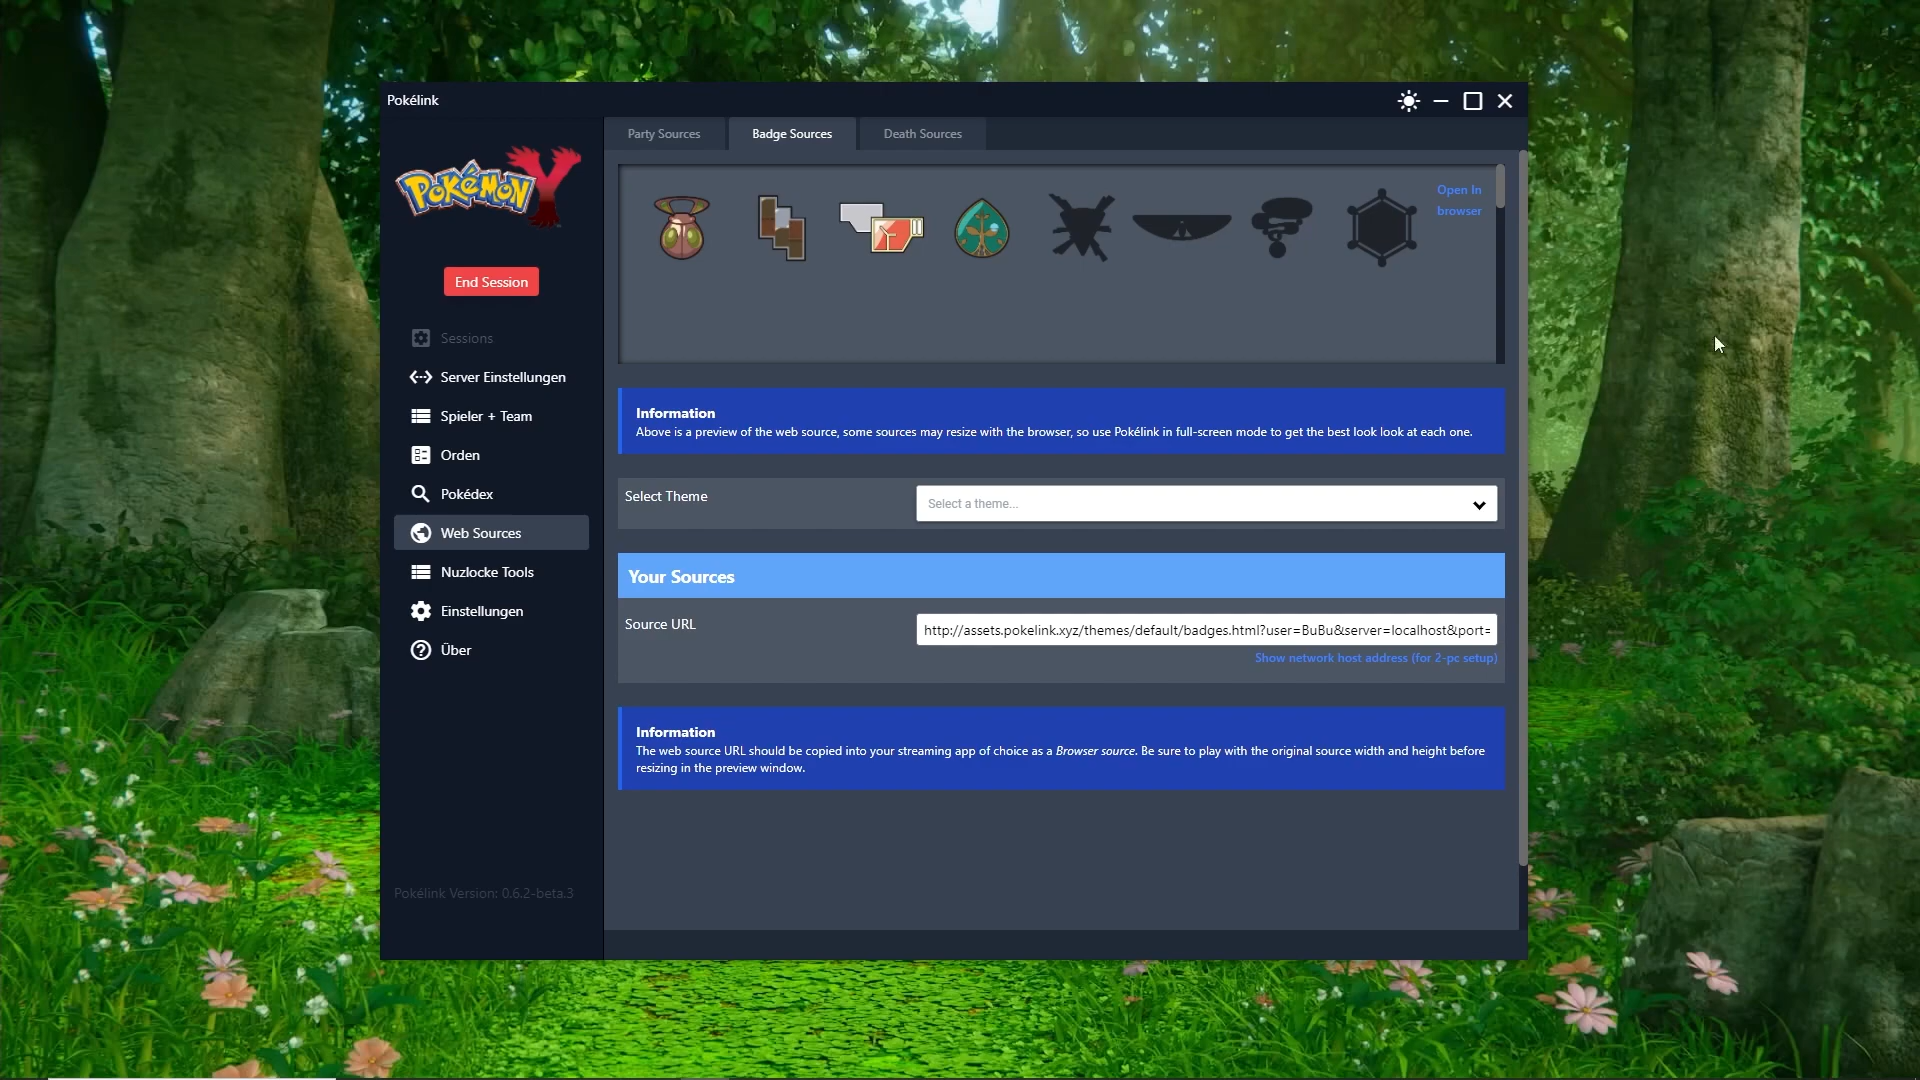 Pokélink
POKéMON Y
End Session
Sessions
Server Einstellungen
Spieler + Team
Orden
Pokédex
Web Sources
Nuzlocke Tools
Einstellungen
Über
Pokélink Version: 0.6.2-beta.3
Party Sources
Badge Sources
Death Sources
Open In
browser
Information
Above is a preview of the web source, some sources may resize with the browser, so use Pokélink in full-screen mode to get the best look look at each one.
Select Theme
Select a theme...
Your Sources
Source URL
http://assets.pokelink.xyz/themes/default/badges.html?user=BuBu&server=localhost&port=
Show network host address (for 2-pc setup)
Information
The web source URL should be copied into your streaming app of choice as a Browser source. Be sure to play with the original source width and height before
resizing in the preview window.